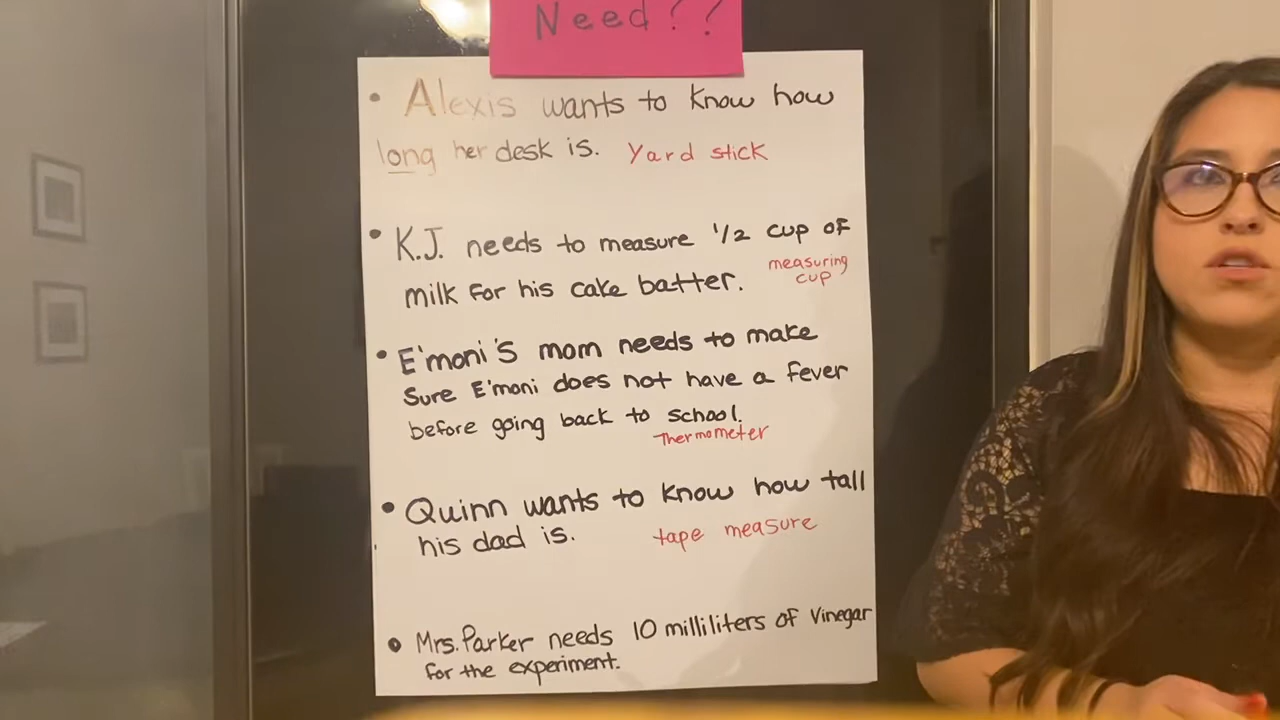 Need??
• Alexis wants to know how
long her desk is. Yard stick
• K.J. needs to measure 1/2 cup of
milk for his cake batter. measuring
cup
• E'moni's mom needs to make
Sure E'moni does not have a fever
before going back to school.
Thermometer
• Quinn wants to know how tall
his dad is. tape measure
• Mrs. Parker needs 10 milliliters of Vinegar
for the experiment.